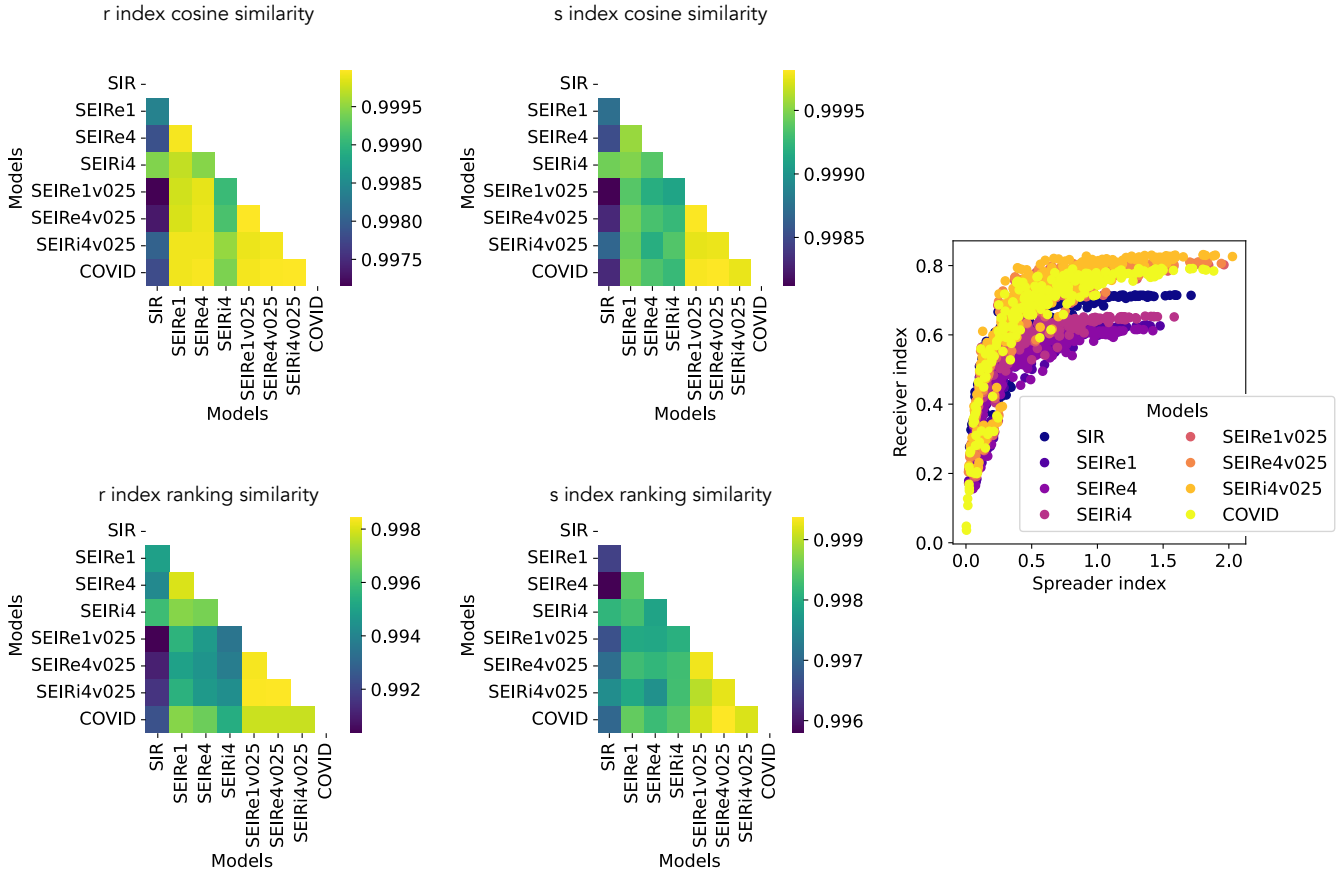 r index cosine similarity
SIR
SEIRe1
SEIRe4
SEIRi4
SEIRe1v025
SEIRe4v025
SEIRi4v025
COVID
Models
SIR
SEIRe1
SEIRe4
SEIRi4
SEIRe1v025
SEIRe4v025
SEIRi4v025
COVID
Models
0.9995
0.9990
0.9985
0.9980
0.9975
s index cosine similarity
SIR
SEIRe1
SEIRe4
SEIRi4
SEIRe1v025
SEIRe4v025
SEIRi4v025
COVID
Models
SIR
SEIRe1
SEIRe4
SEIRi4
SEIRe1v025
SEIRe4v025
SEIRi4v025
COVID
Models
0.9995
0.9990
0.9985
r index ranking similarity
SIR
SEIRe1
SEIRe4
SEIRi4
SEIRe1v025
SEIRe4v025
SEIRi4v025
COVID
Models
SIR
SEIRe1
SEIRe4
SEIRi4
SEIRe1v025
SEIRe4v025
SEIRi4v025
COVID
Models
0.998
0.996
0.994
0.992
s index ranking similarity
SIR
SEIRe1
SEIRe4
SEIRi4
SEIRe1v025
SEIRe4v025
SEIRi4v025
COVID
Models
SIR
SEIRe1
SEIRe4
SEIRi4
SEIRe1v025
SEIRe4v025
SEIRi4v025
COVID
Models
0.999
0.998
0.997
0.996
Receiver index
0.8
0.6
0.4
0.2
0.0
0.0 0.5 1.0 1.5 2.0
Spreader index
Models
SIR
SEIRe1
SEIRe4
SEIRi4
SEIRe1v025
SEIRe4v025
SEIRi4v025
COVID